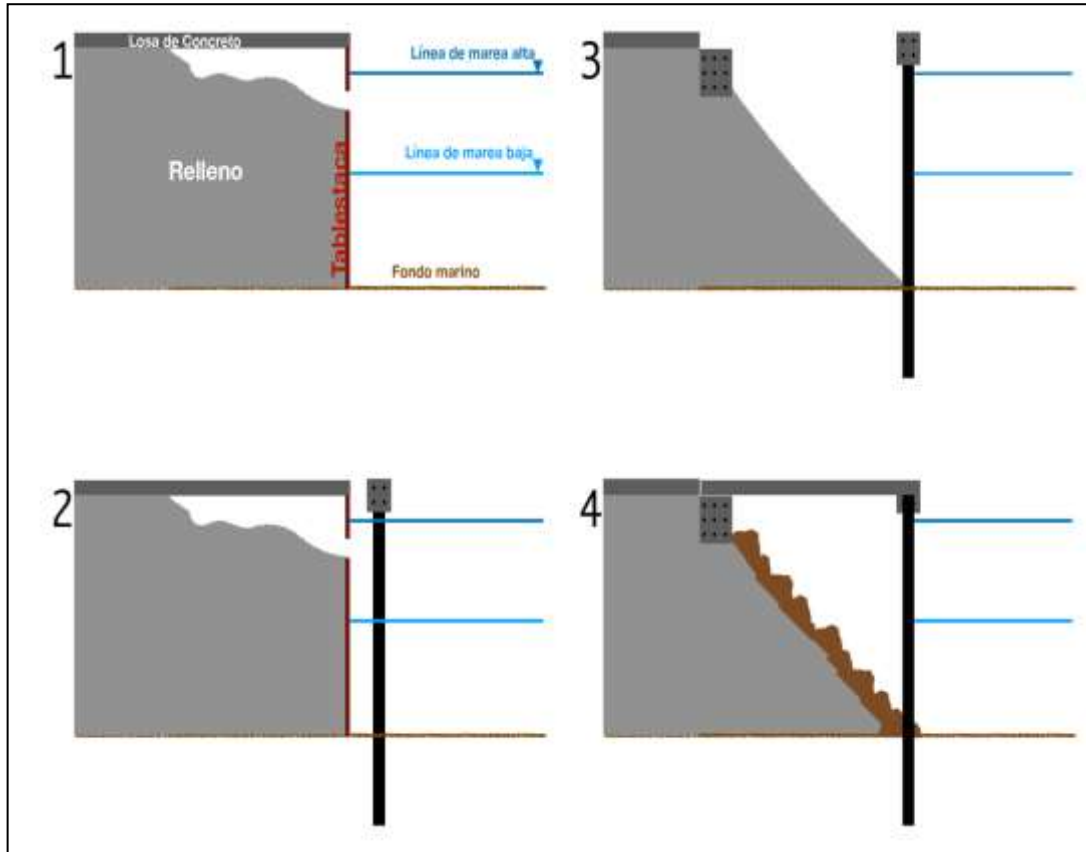 1
Losa de Concreto
Línea de marea alta
Relleno
Tablestaca
Línea de marea baja
Fondo marino
3
2
4